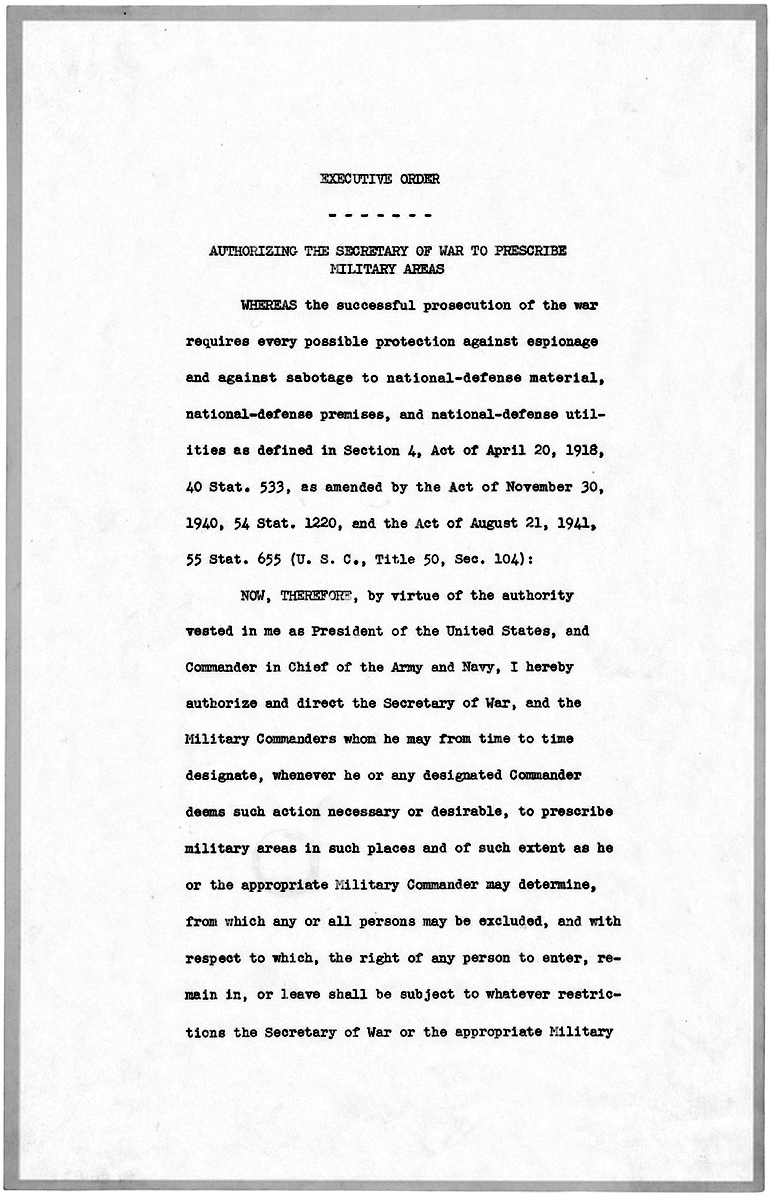 EXECUTIVE ORDER
- - - - - - -
AUTHORIZING THE SECRETARY OF WAR TO PRESCRIBE
MILITARY AREAS
WHEREAS the successful prosecution of the war
requires every possible protection against espionage
and against sabotage to national-defense material,
national-defense premises, and national-defense util-
ities as defined in Section 4, Act of April 20, 1918,
40 Stat. 533, as amended by the Act of November 30,
1940, 54 Stat. 1220, and the Act of August 21, 1941,
55 Stat. 655 (U. S. C., Title 50, Sec. 104):
NOW, THEREFORE, by virtue of the authority
vested in me as President of the United States, and
Commander in Chief of the Army and Navy, I hereby
authorize and direct the Secretary of War, and the
Military Commanders whom he may from time to time
designate, whenever he or any designated Commander
deems such action necessary or desirable, to prescribe
military areas in such places and of such extent as he
or the appropriate Military Commander may determine,
from which any or all persons may be excluded, and with
respect to which, the right of any person to enter, re-
main in, or leave shall be subject to whatever restric-
tions the Secretary of War or the appropriate Military